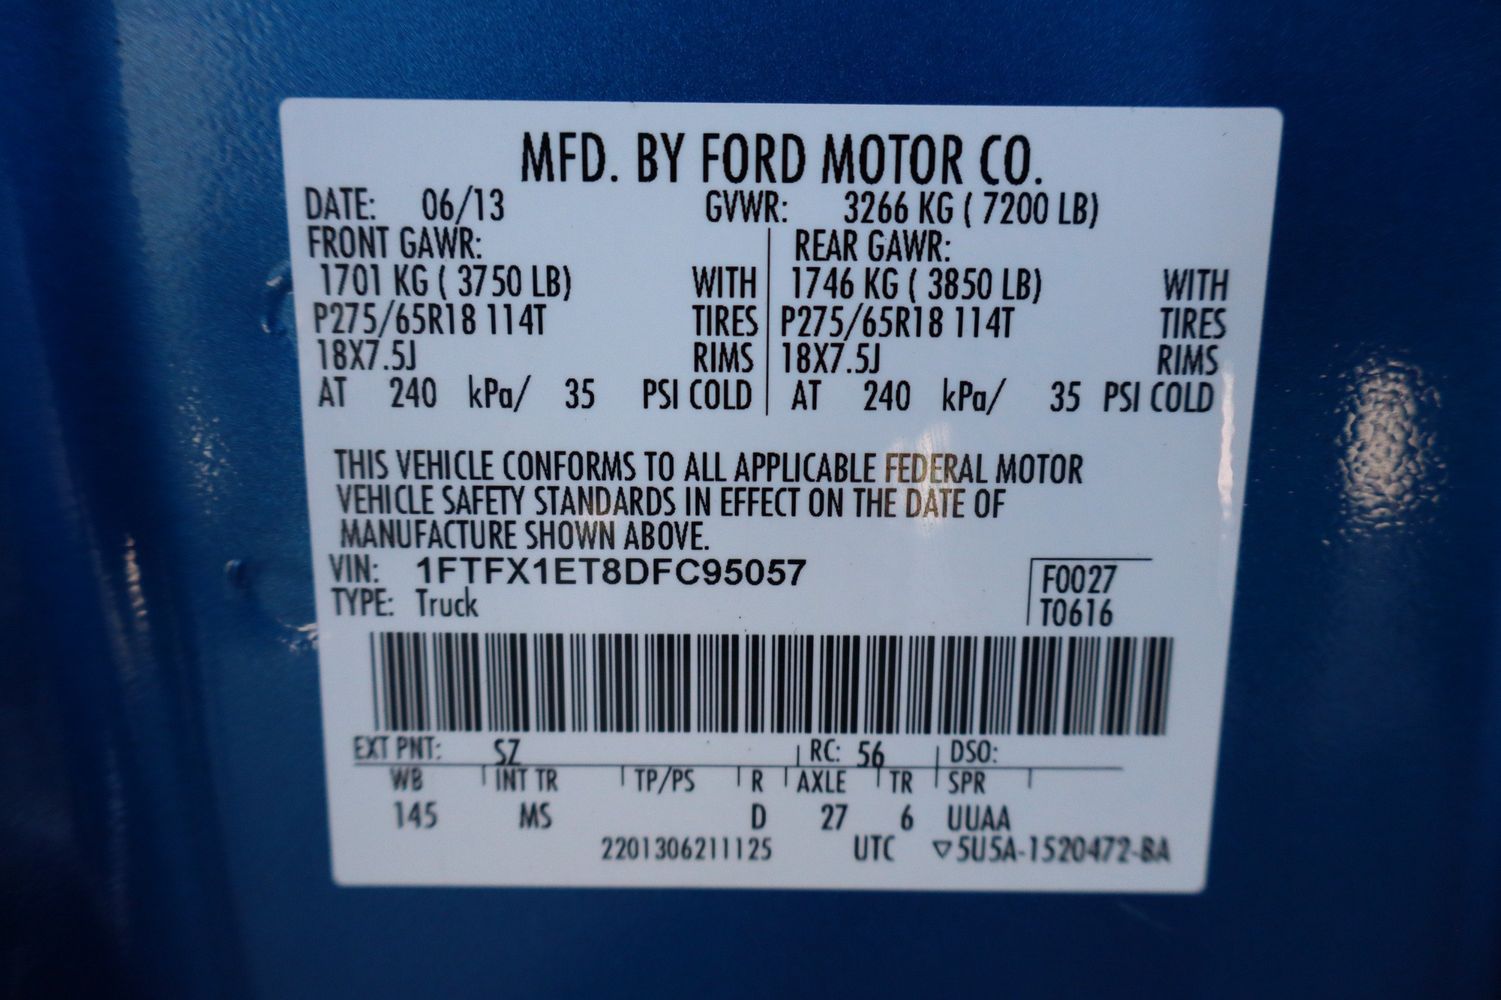 MFD. BY FORD MOTOR CO.
DATE: 06/13 GVWR: 3266 KG ( 7200 LB)
FRONT GAWR: REAR GAWR:
1701 KG ( 3750 LB) WITH 1746 KG ( 3850 LB) WITH
P275/65R18 114T TIRES P275/65R18 114T TIRES
18X7.5J RIMS 18X7.5J RIMS
AT 240 kPa/ 35 PSI COLD AT 240 kPa/ 35 PSI COLD
THIS VEHICLE CONFORMS TO ALL APPLICABLE FEDERAL MOTOR
VEHICLE SAFETY STANDARDS IN EFFECT ON THE DATE OF
MANUFACTURE SHOWN ABOVE.
VIN: 1FTFX1ET8DFC95057 F0027
TYPE: Truck T0616
EXT PNT: SZ RC: 56 DSO:
WB INT TR TP/PS R AXLE TR SPR
145 MS D 27 6 UUAA
2201306211125 UTC ▽5U5A-1520472-BA